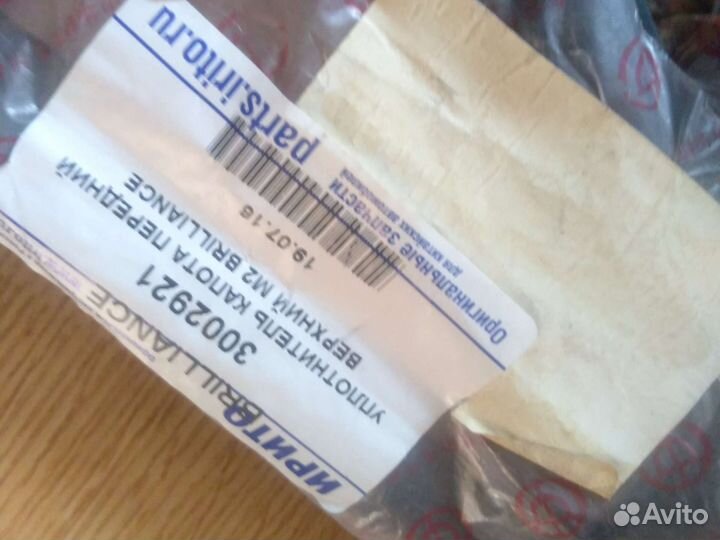 ИРИТО
BRILLIANCE
3002921
УПЛОТНИТЕЛЬ КАПОТА ПЕРЕДНИЙ
ВЕРХНИЙ M2 BRILLIANCE
19.07.16
Оригинальные запчасти
для китайских автомобилей
parts.irito.ru
Avito